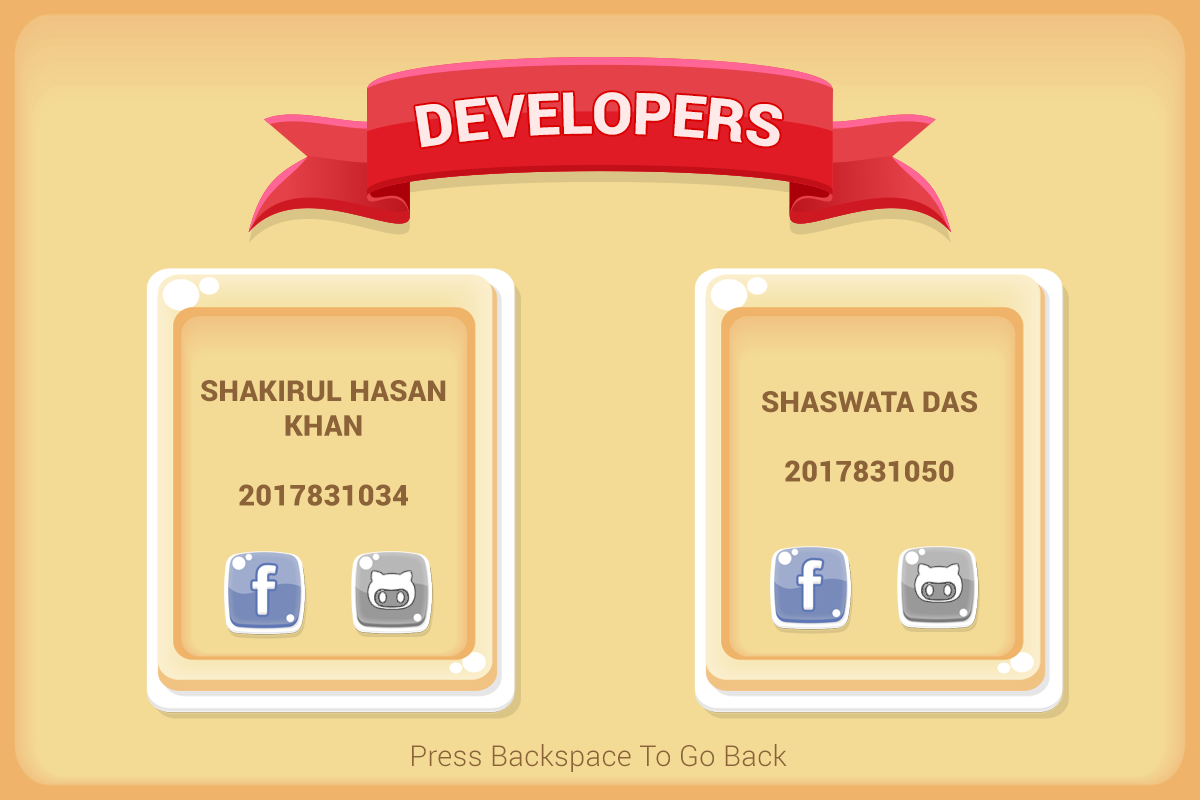 DEVELOPERS
SHAKIRUL HASAN
KHAN
2017831034
SHASWATA DAS
2017831050
Press Backspace To Go Back